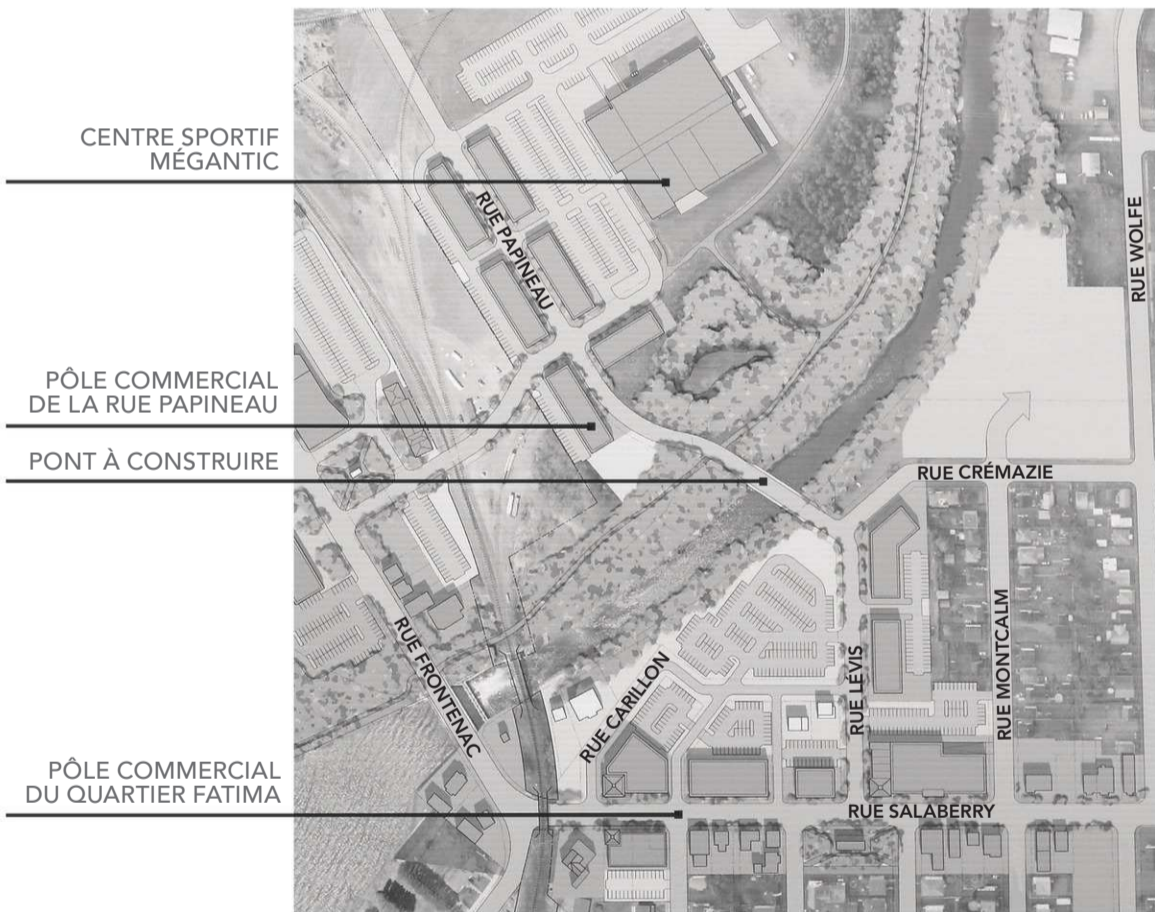 CENTRE SPORTIF
MÉGANTIC
PÔLE COMMERCIAL
DE LA RUE PAPINEAU
PONT À CONSTRUIRE
PÔLE COMMERCIAL
DU QUARTIER FATIMA
RUE PAPINEAU
RUE WOLFE
RUE CRÉMAZIE
RUE FRONTENAC
RUE CARILLON
RUE LÉVIS
RUE MONTCALM
RUE SALABERRY